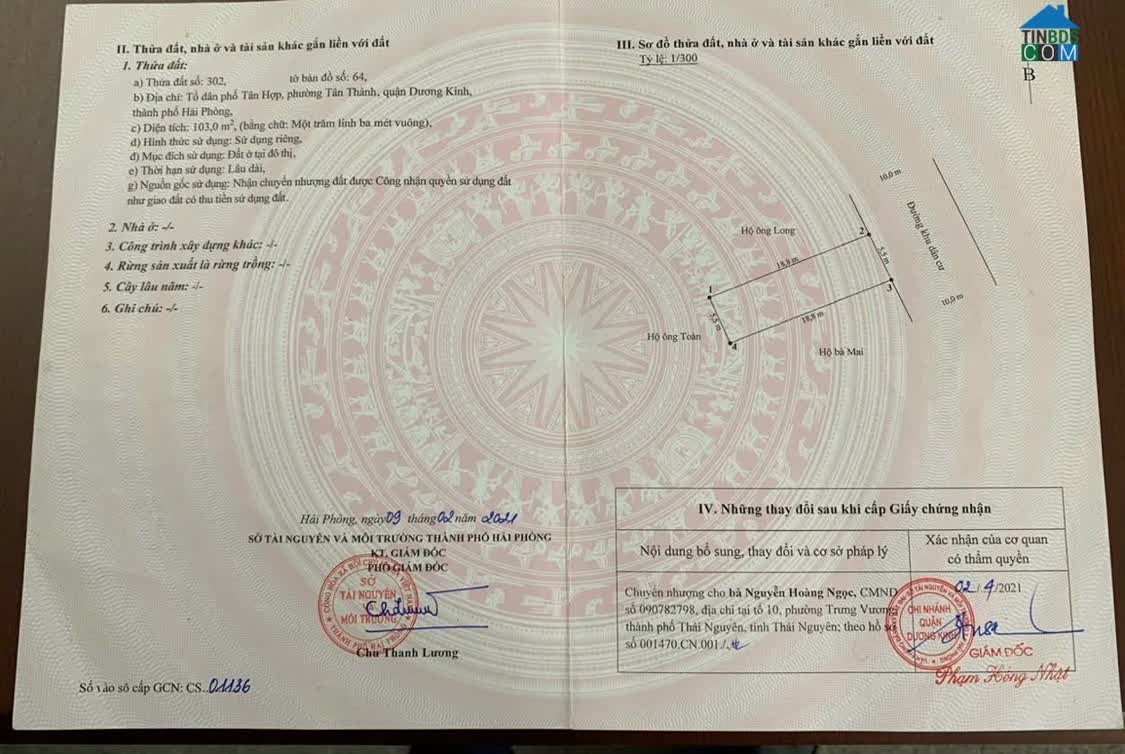 II. Thửa đất, nhà ở và tài sản khác gắn liền với đất
1. Thửa đất:
a) Thửa đất số: 302, tờ bản đồ số: 64,
b) Địa chỉ: Tổ dân phố Tân Hợp, phường Tân Thành, quận Dương Kinh,
thành phố Hải Phòng,
c) Diện tích: 103,0 m², (bằng chữ: Một trăm linh ba mét vuông),
d) Hình thức sử dụng: Sử dụng riêng,
đ) Mục đích sử dụng: Đất ở tại đô thị,
e) Thời hạn sử dụng: Lâu dài,
g) Nguồn gốc sử dụng: Nhận chuyển nhượng đất được Công nhận quyền sử dụng đất
như giao đất có thu tiền sử dụng đất.
2. Nhà ở: -/-
3. Công trình xây dựng khác: -/-
4. Rừng sản xuất là rừng trồng: -/-
5. Cây lâu năm: -/-
6. Ghi chú: -/-
Hải Phòng, ngày 09 tháng 02 năm 2021
SỞ TÀI NGUYÊN VÀ MÔI TRƯỜNG THÀNH PHỐ HẢI PHÒNG
KT. GIÁM ĐỐC
PHÓ GIÁM ĐỐC
SỞ
TÀI NGUYÊN
MÔI TRƯỜNG
Chu Thanh Lương
Số vào sổ cấp GCN: CS..01136
III. Sơ đồ thửa đất, nhà ở và tài sản khác gắn liền với đất
Tỷ lệ: 1/300
TINBDS
COM
B
10,0 m
Đường khu dân cư
10,0 m
Hộ ông Long
2
18,8 m
5,5 m
1
3
5,5 m
18,8 m
4
Hộ ông Toàn
Hộ bà Mai
IV. Những thay đổi sau khi cấp Giấy chứng nhận
Nội dung bổ sung, thay đổi và cơ sở pháp lý
Xác nhận của cơ quan
có thẩm quyền
Chuyển nhượng cho bà Nguyễn Hoàng Ngọc, CMND
số 090782798, địa chỉ tại tổ 10, phường Trưng Vương,
thành phố Thái Nguyên, tỉnh Thái Nguyên; theo hồ sơ
số 001470.CN.001./.
02/4/2021
CHI NHÁNH
QUẬN
DƯƠNG KINH
GIÁM ĐỐC
Phạm Hồng Nhật